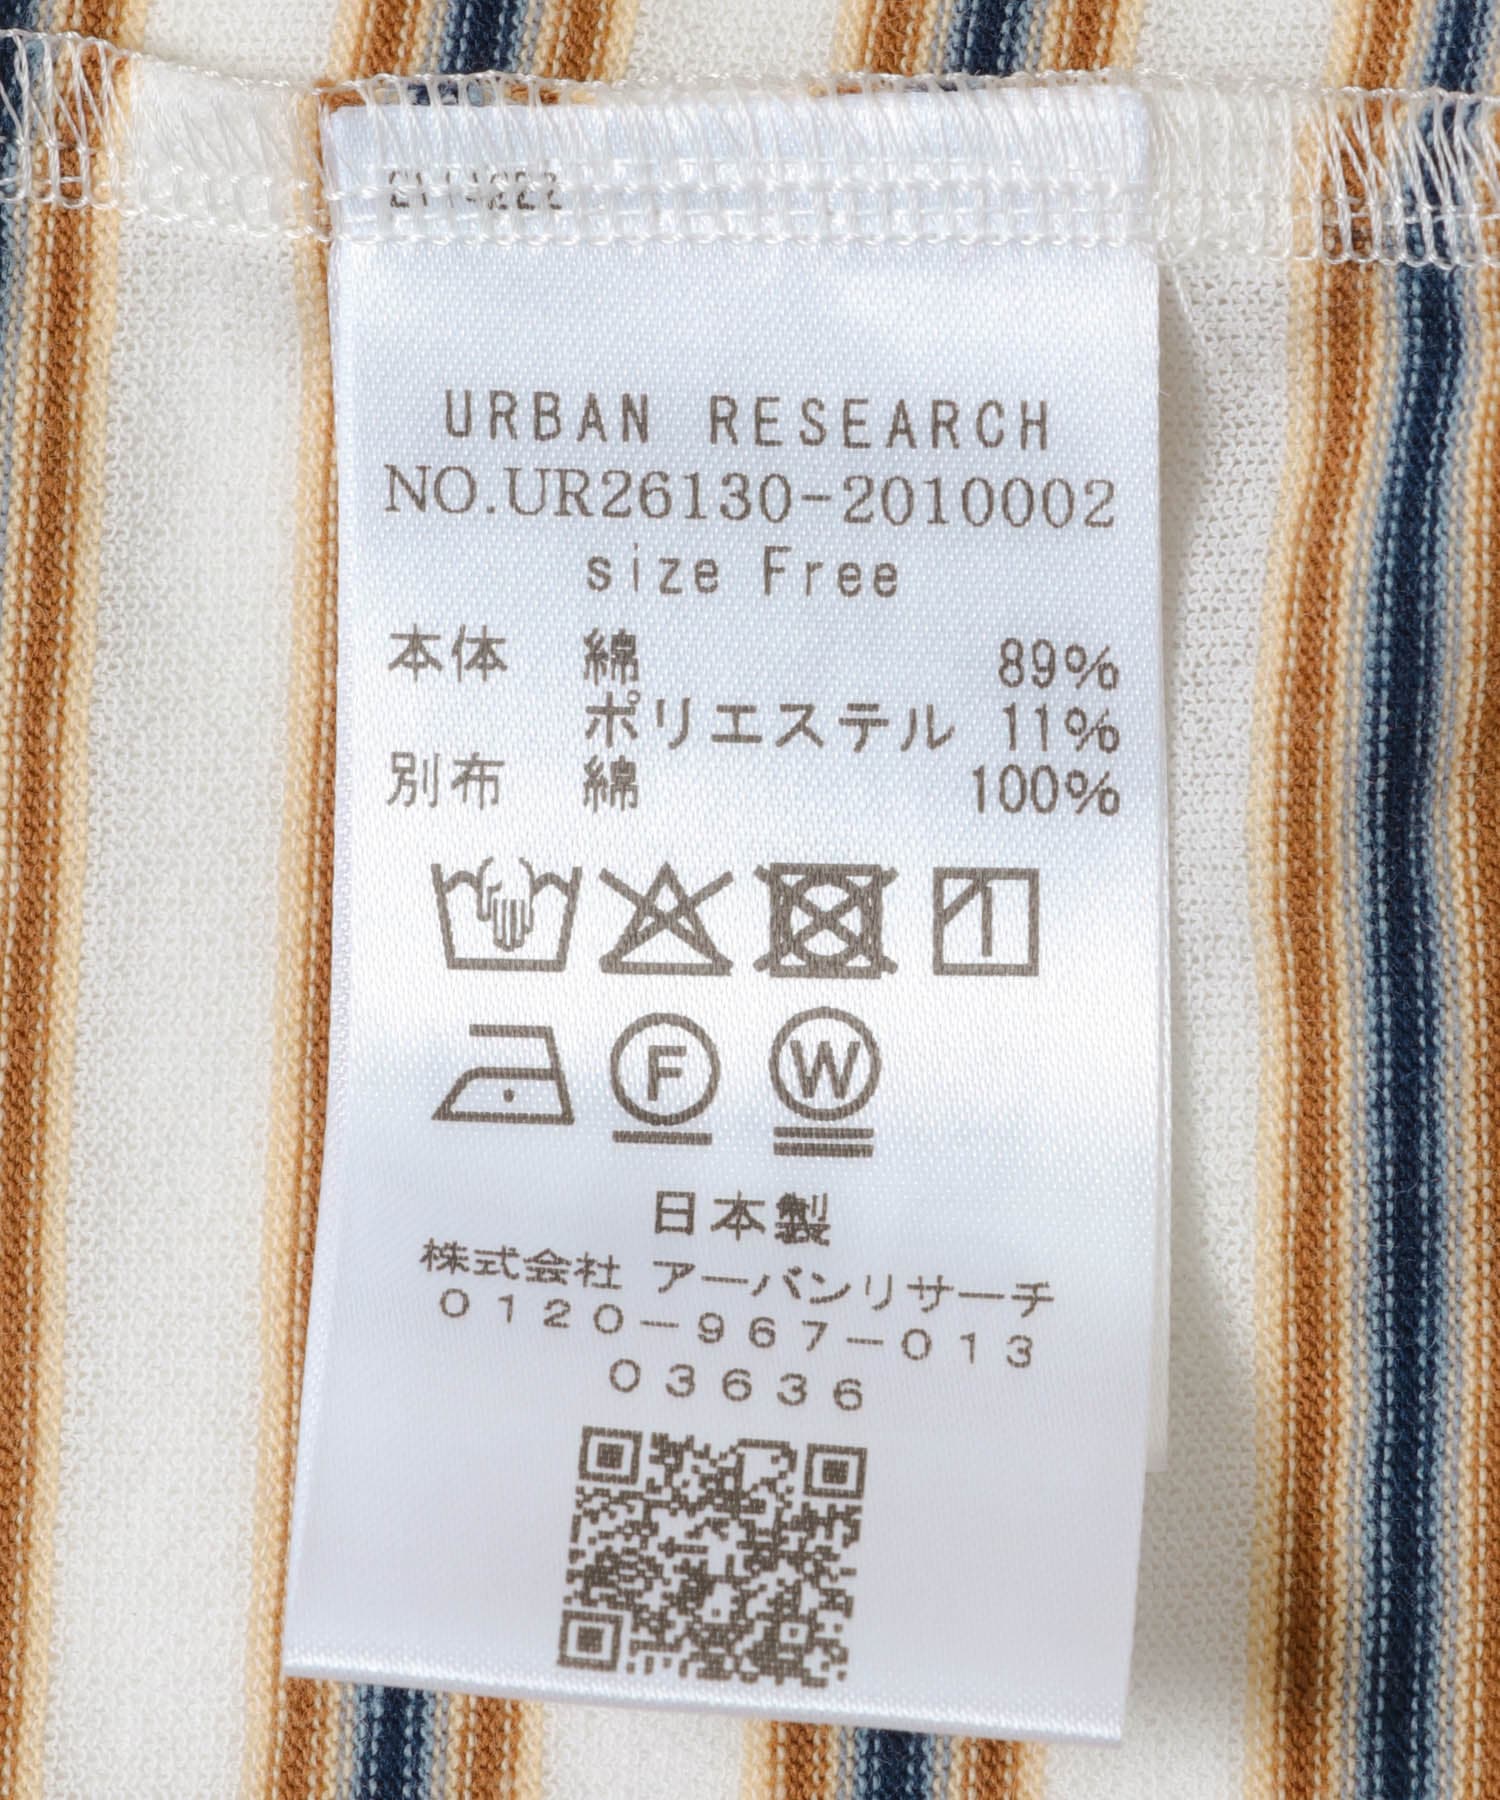 URBAN RESEARCH
NO.UR26130-2010002
size Free
本体 綿 89%
ポリエステル 11%
別布 綿 100%
F W
日本製
株式会社 アーバンリサーチ
0120-967-013
03636